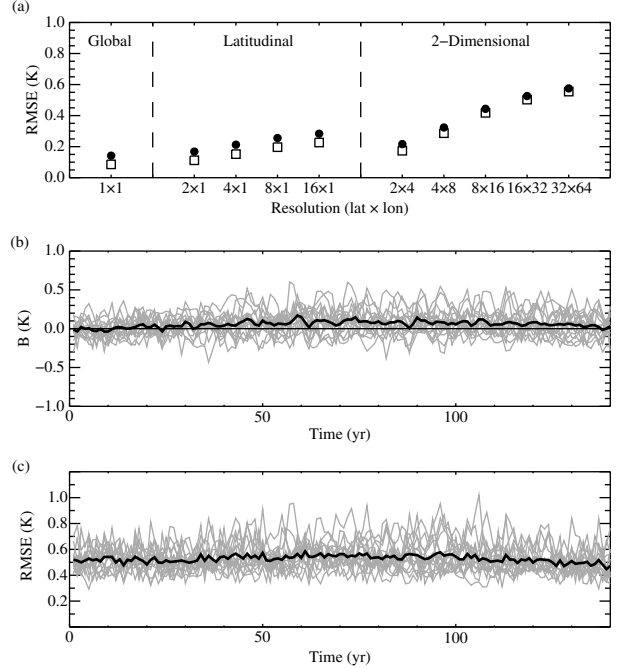 (a)
1.0
0.8
0.6
0.4
0.2
0.0
RMSE (K)
Global
Latitudinal
2−Dimensional
1×1 2×1 4×1 8×1 16×1 2×4 4×8 8×16 16×32 32×64
Resolution (lat × lon)
(b)
1.0
0.5
0.0
−0.5
−1.0
B (K)
0 50 100
Time (yr)
(c)
1.0
0.8
0.6
0.4
0.2
RMSE (K)
0 50 100
Time (yr)